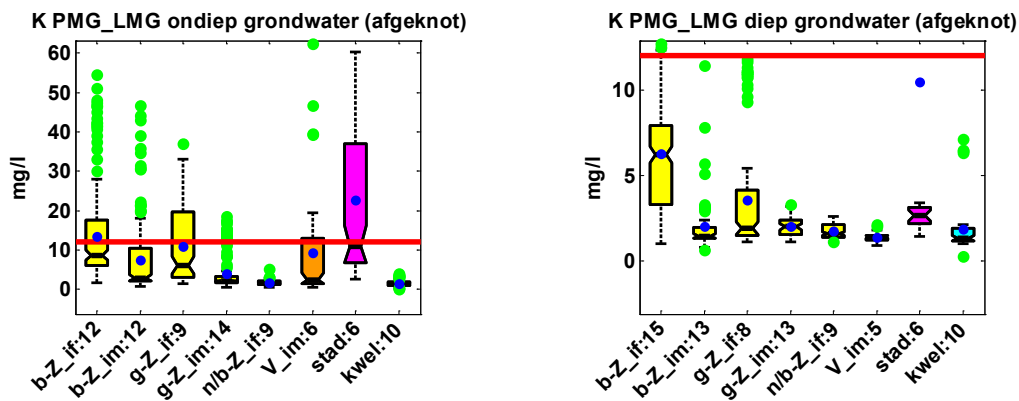 K PMG_LMG ondiep grondwater (afgeknot)
60
50
40
30
20
10
0
mg/l
b-Z_if:12
b-Z_im:12
g-Z_if:9
g-Z_im:14
n/b-Z_if:9
V_im:6
stad:6
kwel:10
K PMG_LMG diep grondwater (afgeknot)
10
5
0
mg/l
b-Z_if:15
b-Z_im:13
g-Z_if:8
g-Z_im:13
n/b-Z_if:9
V_im:5
stad:6
kwel:10